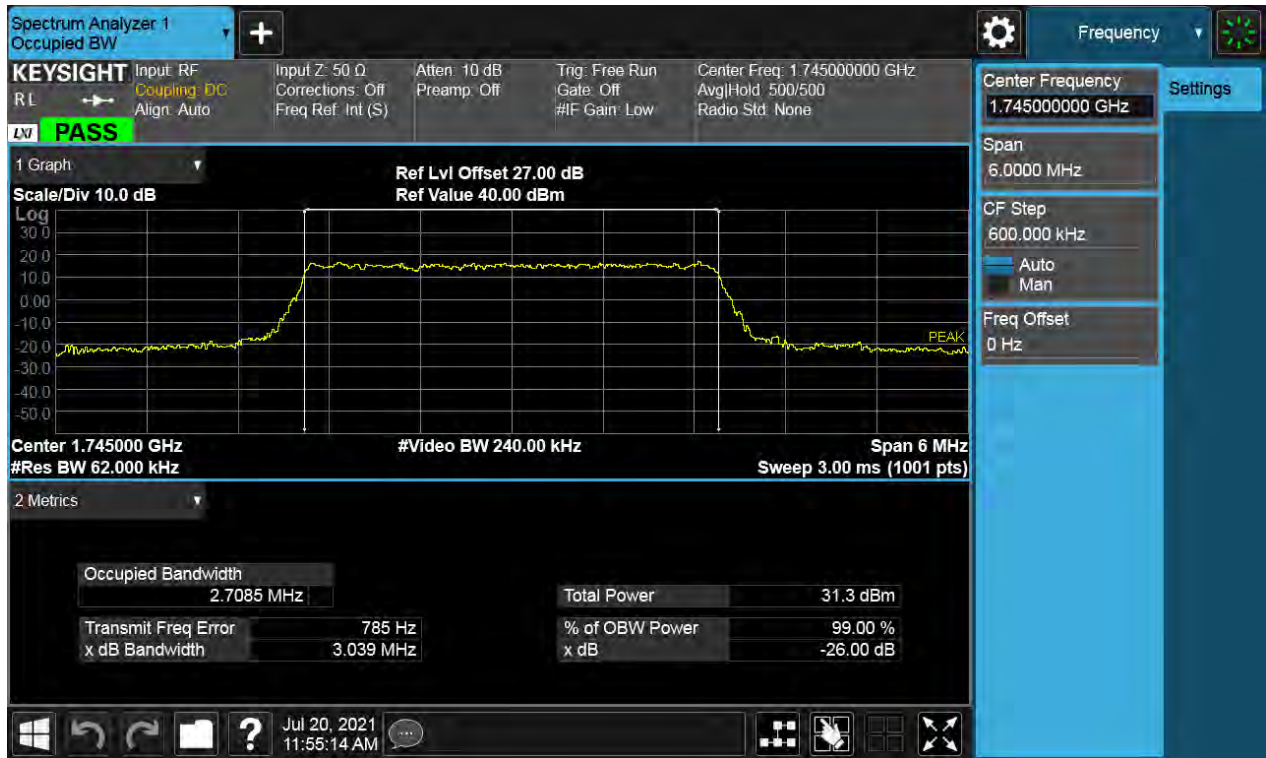 Spectrum Analyzer 1
Occupied BW
+
Frequency
KEYSIGHT
RL
LXI
PASS
Input: RF
Coupling: DC
Align: Auto
Input Z: 50 Ω
Corrections: Off
Freq Ref: Int (S)
Atten: 10 dB
Preamp: Off
Trig: Free Run
Gate: Off
#IF Gain: Low
Center Freq: 1.745000000 GHz
Avg|Hold: 500/500
Radio Std: None
1 Graph
Scale/Div 10.0 dB
Ref Lvl Offset 27.00 dB
Ref Value 40.00 dBm
Log
30.0
20.0
10.0
0.00
-10.0
-20.0
-30.0
-40.0
-50.0
PEAK
Center 1.745000 GHz
#Video BW 240.00 kHz
Span 6 MHz
#Res BW 62.000 kHz
Sweep 3.00 ms (1001 pts)
2 Metrics
Occupied Bandwidth
2.7085 MHz
Total Power 31.3 dBm
Transmit Freq Error 785 Hz
% of OBW Power 99.00 %
x dB Bandwidth 3.039 MHz
x dB -26.00 dB
Center Frequency
1.745000000 GHz
Settings
Span
6.0000 MHz
CF Step
600.000 kHz
Auto
Man
Freq Offset
0 Hz
?
Jul 20, 2021
11:55:14 AM